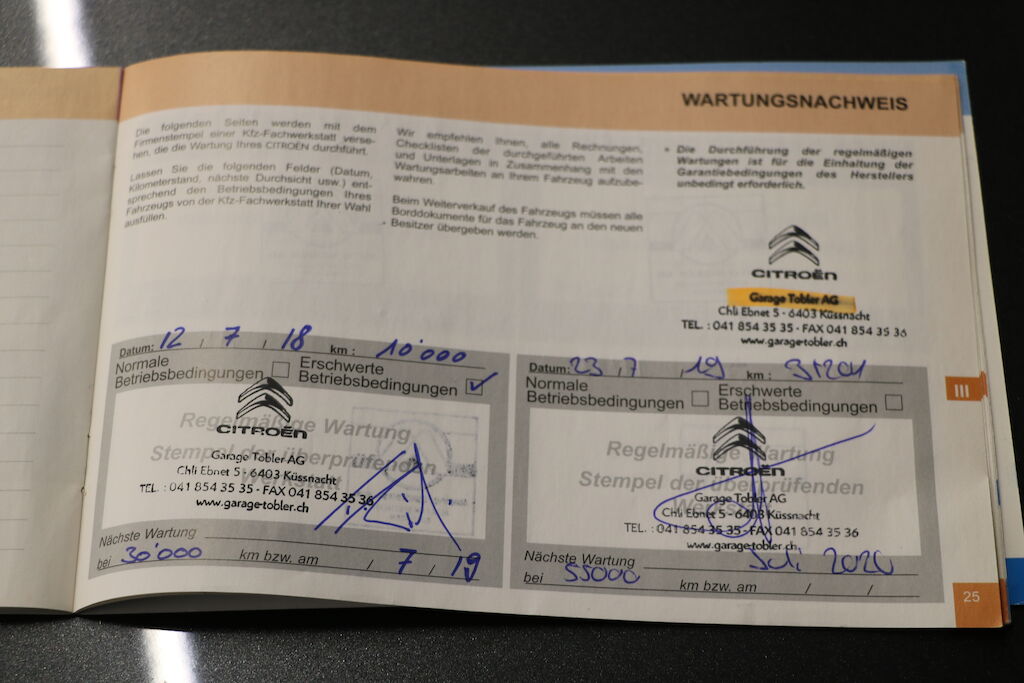 WARTUNGSNACHWEIS
Die folgenden Seiten werden mit dem
Firmenstempel einer Kfz-Fachwerkstatt verse-
hen, die die Wartung Ihres CITROËN durchführt.
Lassen Sie die folgenden Felder (Datum,
Kilometerstand, nächste Durchsicht usw.) ent-
sprechend den Betriebsbedingungen Ihres
Fahrzeugs von der Kfz-Fachwerkstatt Ihrer Wahl
ausfüllen.
Wir empfehlen Ihnen, alle Rechnungen,
Checklisten der durchgeführten Arbeiten
und Unterlagen in Zusammenhang mit den
Wartungsarbeiten an Ihrem Fahrzeug aufzube-
wahren.
Beim Weiterverkauf des Fahrzeugs müssen alle
Borddokumente für das Fahrzeug an den neuen
Besitzer übergeben werden.
• Die Durchführung der regelmäßigen
Wartungen ist für die Einhaltung der
Garantiebedingungen des Herstellers
unbedingt erforderlich.
CITROËN
Garage Tobler AG
Chli Ebnet 5 - 6403 Küssnacht
TEL. : 041 854 35 35 - FAX 041 854 35 36
www.garage-tobler.ch
Datum: 12 , 7 , 18 km : 10'000
Normale
Betriebsbedingungen
Erschwerte
Betriebsbedingungen
Regelmäßige Wartung
Stempel der überprüfenden
Werkstatt
CITROËN
Garage Tobler AG
Chli Ebnet 5 - 6403 Küssnacht
TEL. : 041 854 35 35 - FAX 041 854 35 36
www.garage-tobler.ch
Nächste Wartung
bei 30'000 km bzw. am / 7 / 19
Datum: 23 , 7 , 19 km : 31201
Normale
Betriebsbedingungen
Erschwerte
Betriebsbedingungen
Regelmäßige Wartung
Stempel der überprüfenden
CITROËN
Garage Tobler AG
Chli Ebnet 5 - 6403 Küssnacht
TEL. : 041 854 35 35 - FAX 041 854 35 36
www.garage-tobler.ch
Nächste Wartung Juli 2020
bei 55000 km bzw. am / /
III
25